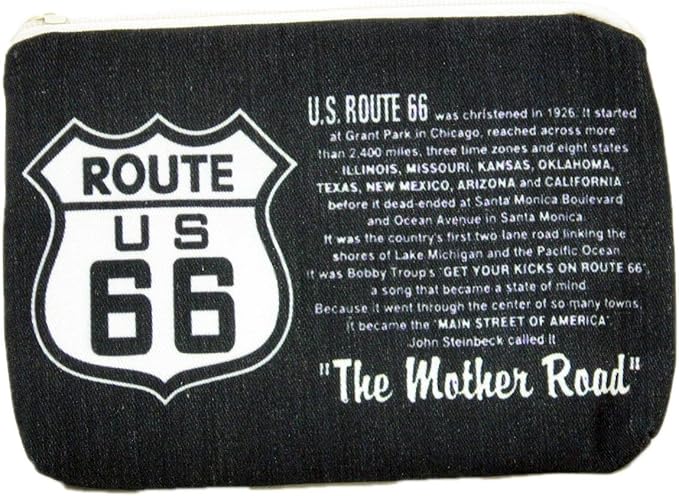 ROUTE
US
66
U.S. ROUTE 66 was christened in 1926. It started
at Grant Park in Chicago, reached across more
than 2,400 miles, three time zones and eight states
ILLINOIS, MISSOURI, KANSAS, OKLAHOMA,
TEXAS, NEW MEXICO, ARIZONA and CALIFORNIA
before it dead-ended at Santa Monica Boulevard
and Ocean Avenue in Santa Monica.
It was the country's first two lane road linking the
shores of Lake Michigan and the Pacific Ocean
It was Bobby Troup's 'GET YOUR KICKS ON ROUTE 66',
a song that became a state of mind.
Because it went through the center of so many towns,
it became the 'MAIN STREET OF AMERICA'.
John Steinbeck called It
"The Mother Road"